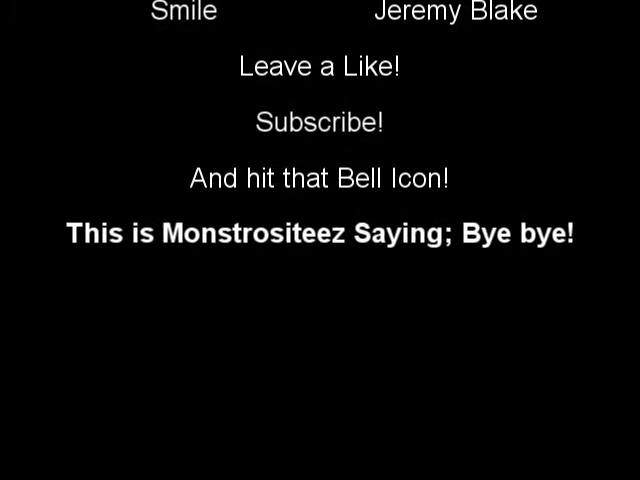 Smile Jeremy Blake
Leave a Like!
Subscribe!
And hit that Bell Icon!
This is Monstrositeez Saying; Bye bye!